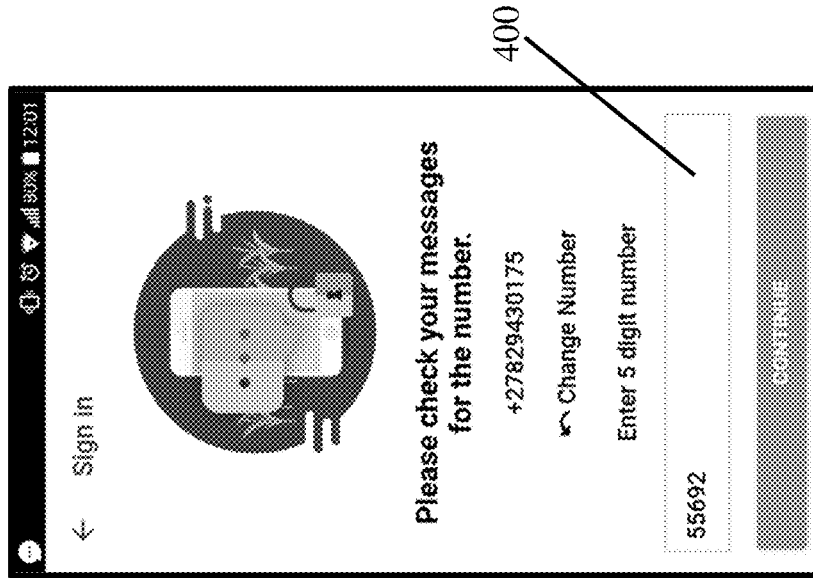 80% 12:01
← Sign in
Please check your messages
for the number.
+27829430175
Change Number
Enter 5 digit number
55692
CONTINUE
400